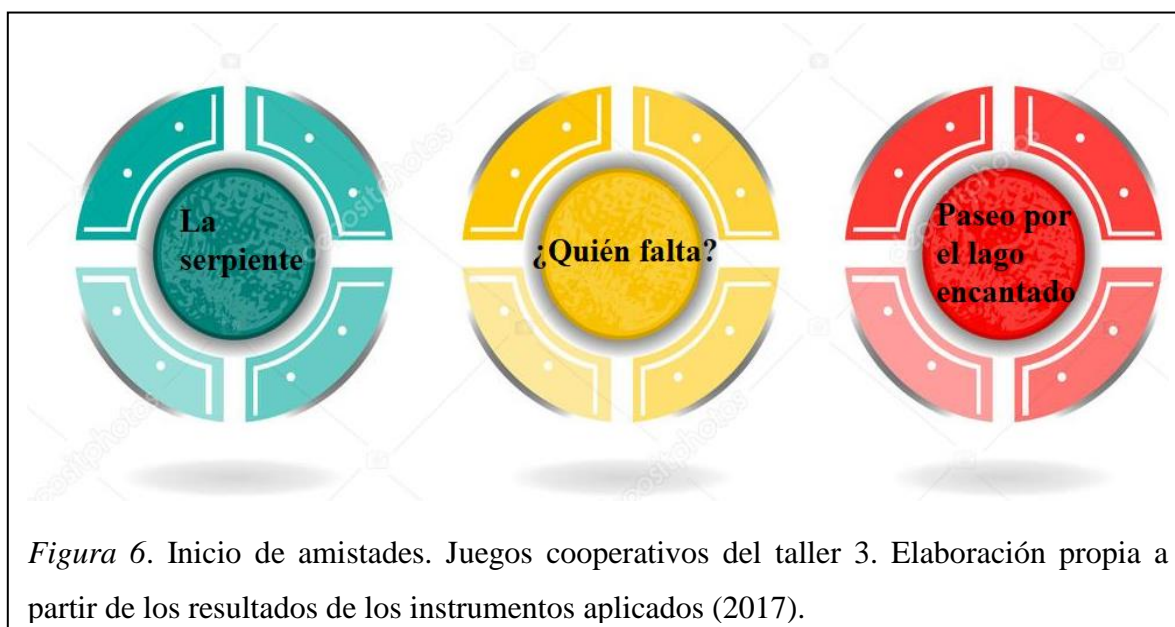 La
serpiente
¿Quién falta?
Paseo por
el lago
encantado
Figura 6. Inicio de amistades. Juegos cooperativos del taller 3. Elaboración propia a
partir de los resultados de los instrumentos aplicados (2017).